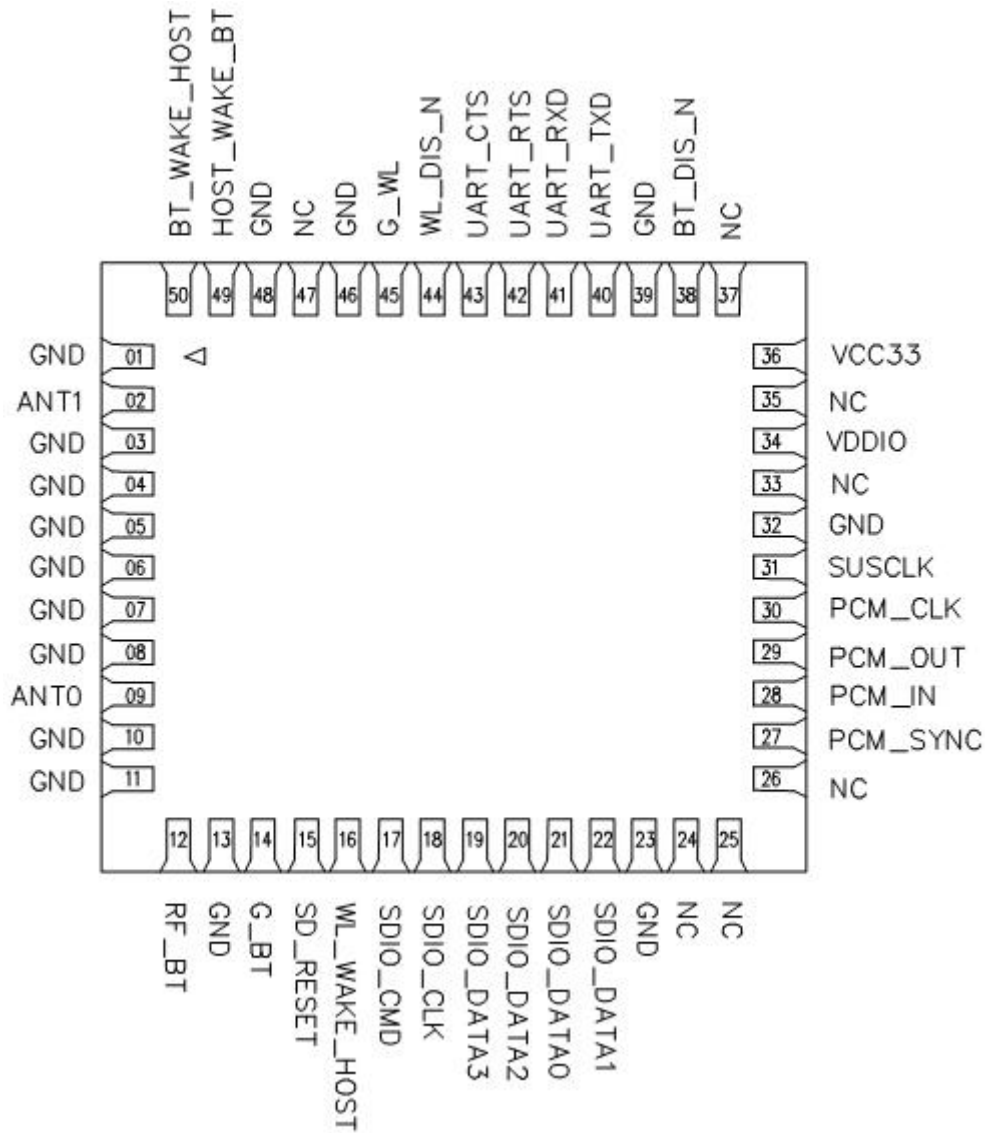 BT_WAKE_HOST
HOST_WAKE_BT
GND
NC
GND
G_WL
WL_DIS_N
UART_CTS
UART_RTS
UART_RXD
UART_TXD
GND
BT_DIS_N
NC
50 49 48 47 46 45 44 43 42 41 40 39 38 37
GND 01 36 VCC33
ANT1 02 35 NC
GND 03 34 VDDIO
GND 04 33 NC
GND 05 32 GND
GND 06 31 SUSCLK
GND 07 30 PCM_CLK
GND 08 29 PCM_OUT
ANT0 09 28 PCM_IN
GND 10 27 PCM_SYNC
GND 11 26 NC
12 13 14 15 16 17 18 19 20 21 22 23 24 25
RF_BT
GND
G_BT
SD_RESET
WL_WAKE_HOST
SDIO_CMD
SDIO_CLK
SDIO_DATA3
SDIO_DATA2
SDIO_DATA0
SDIO_DATA1
GND
NC
NC